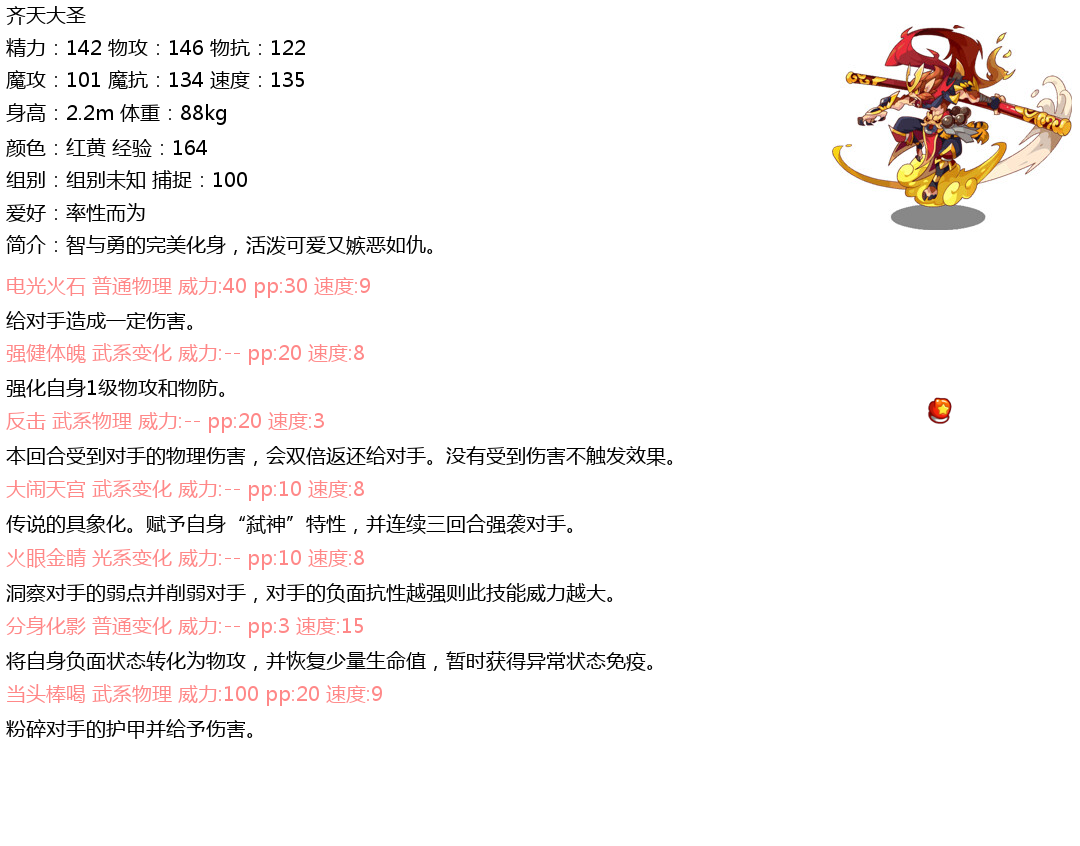 齐天大圣
精力：142 物攻：146 物抗：122
魔攻：101 魔抗：134 速度：135
身高：2.2m 体重：88kg
颜色：红黄 经验：164
组别：组别未知 捕捉：100
爱好：率性而为
简介：智与勇的完美化身，活泼可爱又嫉恶如仇。
电光火石 普通物理 威力:40 pp:30 速度:9
给对手造成一定伤害。
强健体魄 武系变化 威力:-- pp:20 速度:8
强化自身1级物攻和物防。
反击 武系物理 威力:-- pp:20 速度:3
本回合受到对手的物理伤害，会双倍返还给对手。没有受到伤害不触发效果。
大闹天宫 武系变化 威力:-- pp:10 速度:8
传说的具象化。赋予自身“弑神”特性，并连续三回合强袭对手。
火眼金睛 光系变化 威力:-- pp:10 速度:8
洞察对手的弱点并削弱对手，对手的负面抗性越强则此技能威力越大。
分身化影 普通变化 威力:-- pp:3 速度:15
将自身负面状态转化为物攻，并恢复少量生命值，暂时获得异常状态免疫。
当头棒喝 武系物理 威力:100 pp:20 速度:9
粉碎对手的护甲并给予伤害。